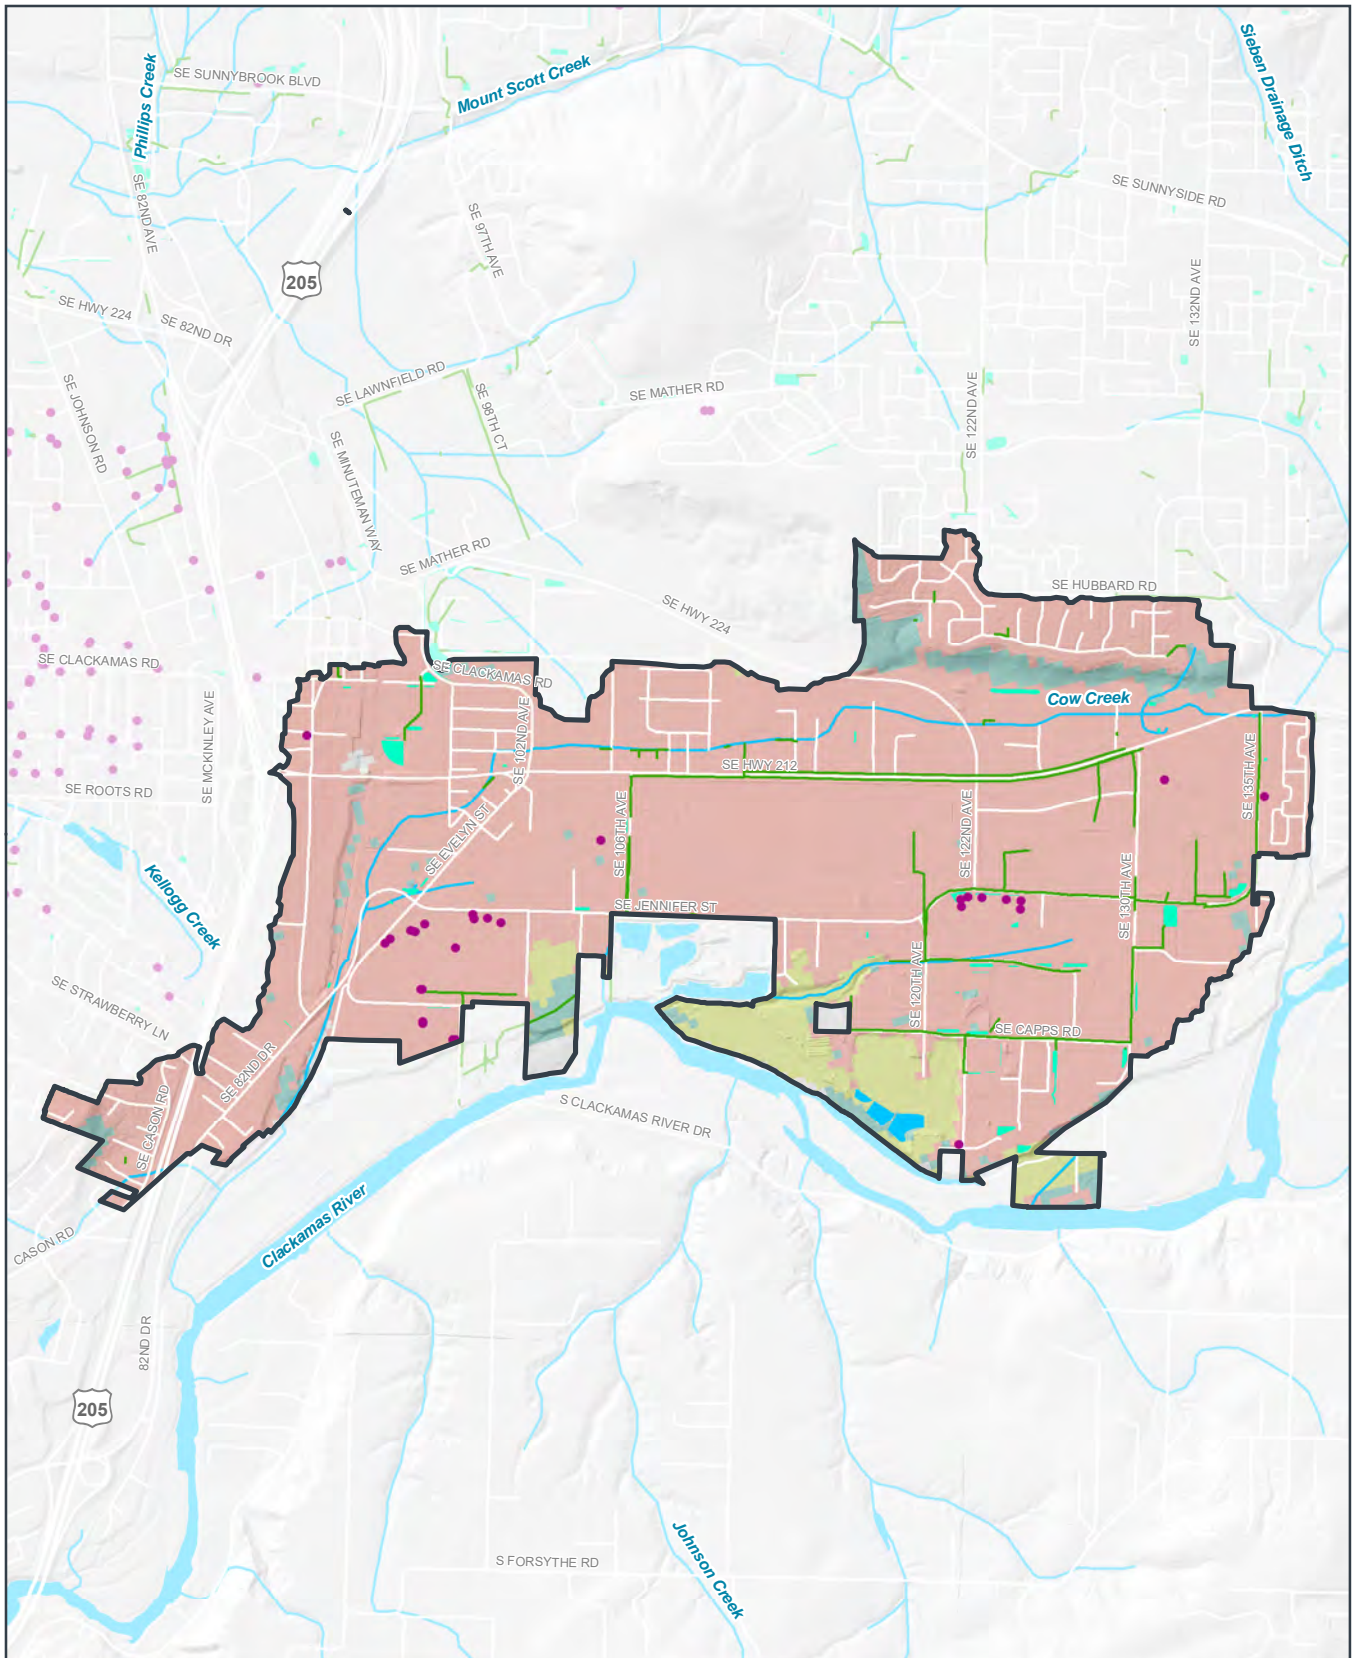 Phillips Creek
SE SUNNYBROOK BLVD
Mount Scott Creek
Sieben Drainage Ditch
SE 82ND AVE
SE SUNNYSIDE RD
SE 97TH AVE
205
SE HWY 224
SE 82ND DR
SE 132ND AVE
SE LAWNFIELD RD
SE MATHER RD
SE JOHNSON RD
SE 98TH CT
SE 122ND AVE
SE MINUTEMAN WAY
SE MATHER RD
SE HWY 224
SE HUBBARD RD
SE CLACKAMAS RD
SE CLACKAMAS RD
Cow Creek
SE MCKINLEY AVE
SE 102ND AVE
SE HWY 212
SE 135TH AVE
SE ROOTS RD
SE EVELYN ST
SE 106TH AVE
SE 122ND AVE
SE 130TH AVE
Kellogg Creek
SE JENNIFER ST
SE 120TH AVE
SE STRAWBERRY LN
SE CAPPS RD
SE 82ND DR
SE CASON RD
S CLACKAMAS RIVER DR
Clackamas River
CASON RD
82ND DR
205
S FORSYTHE RD
Johnson Creek